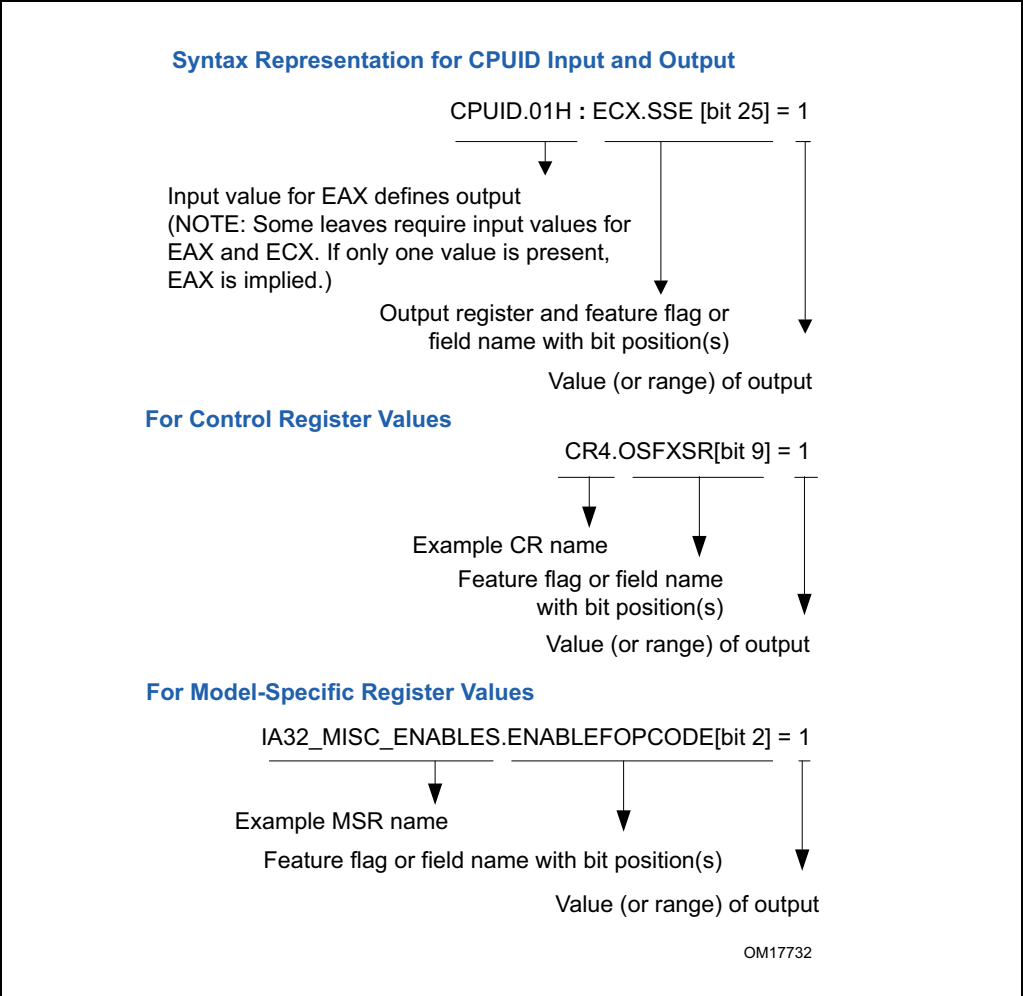 Syntax Representation for CPUID Input and Output
CPUID.01H : ECX.SSE [bit 25] = 1
Input value for EAX defines output
(NOTE: Some leaves require input values for
EAX and ECX. If only one value is present,
EAX is implied.)
Output register and feature flag or
field name with bit position(s)
Value (or range) of output
For Control Register Values
CR4.OSFXSR[bit 9] = 1
Example CR name
Feature flag or field name
with bit position(s)
Value (or range) of output
For Model-Specific Register Values
IA32_MISC_ENABLES.ENABLEFOPCODE[bit 2] = 1
Example MSR name
Feature flag or field name with bit position(s)
Value (or range) of output
OM17732